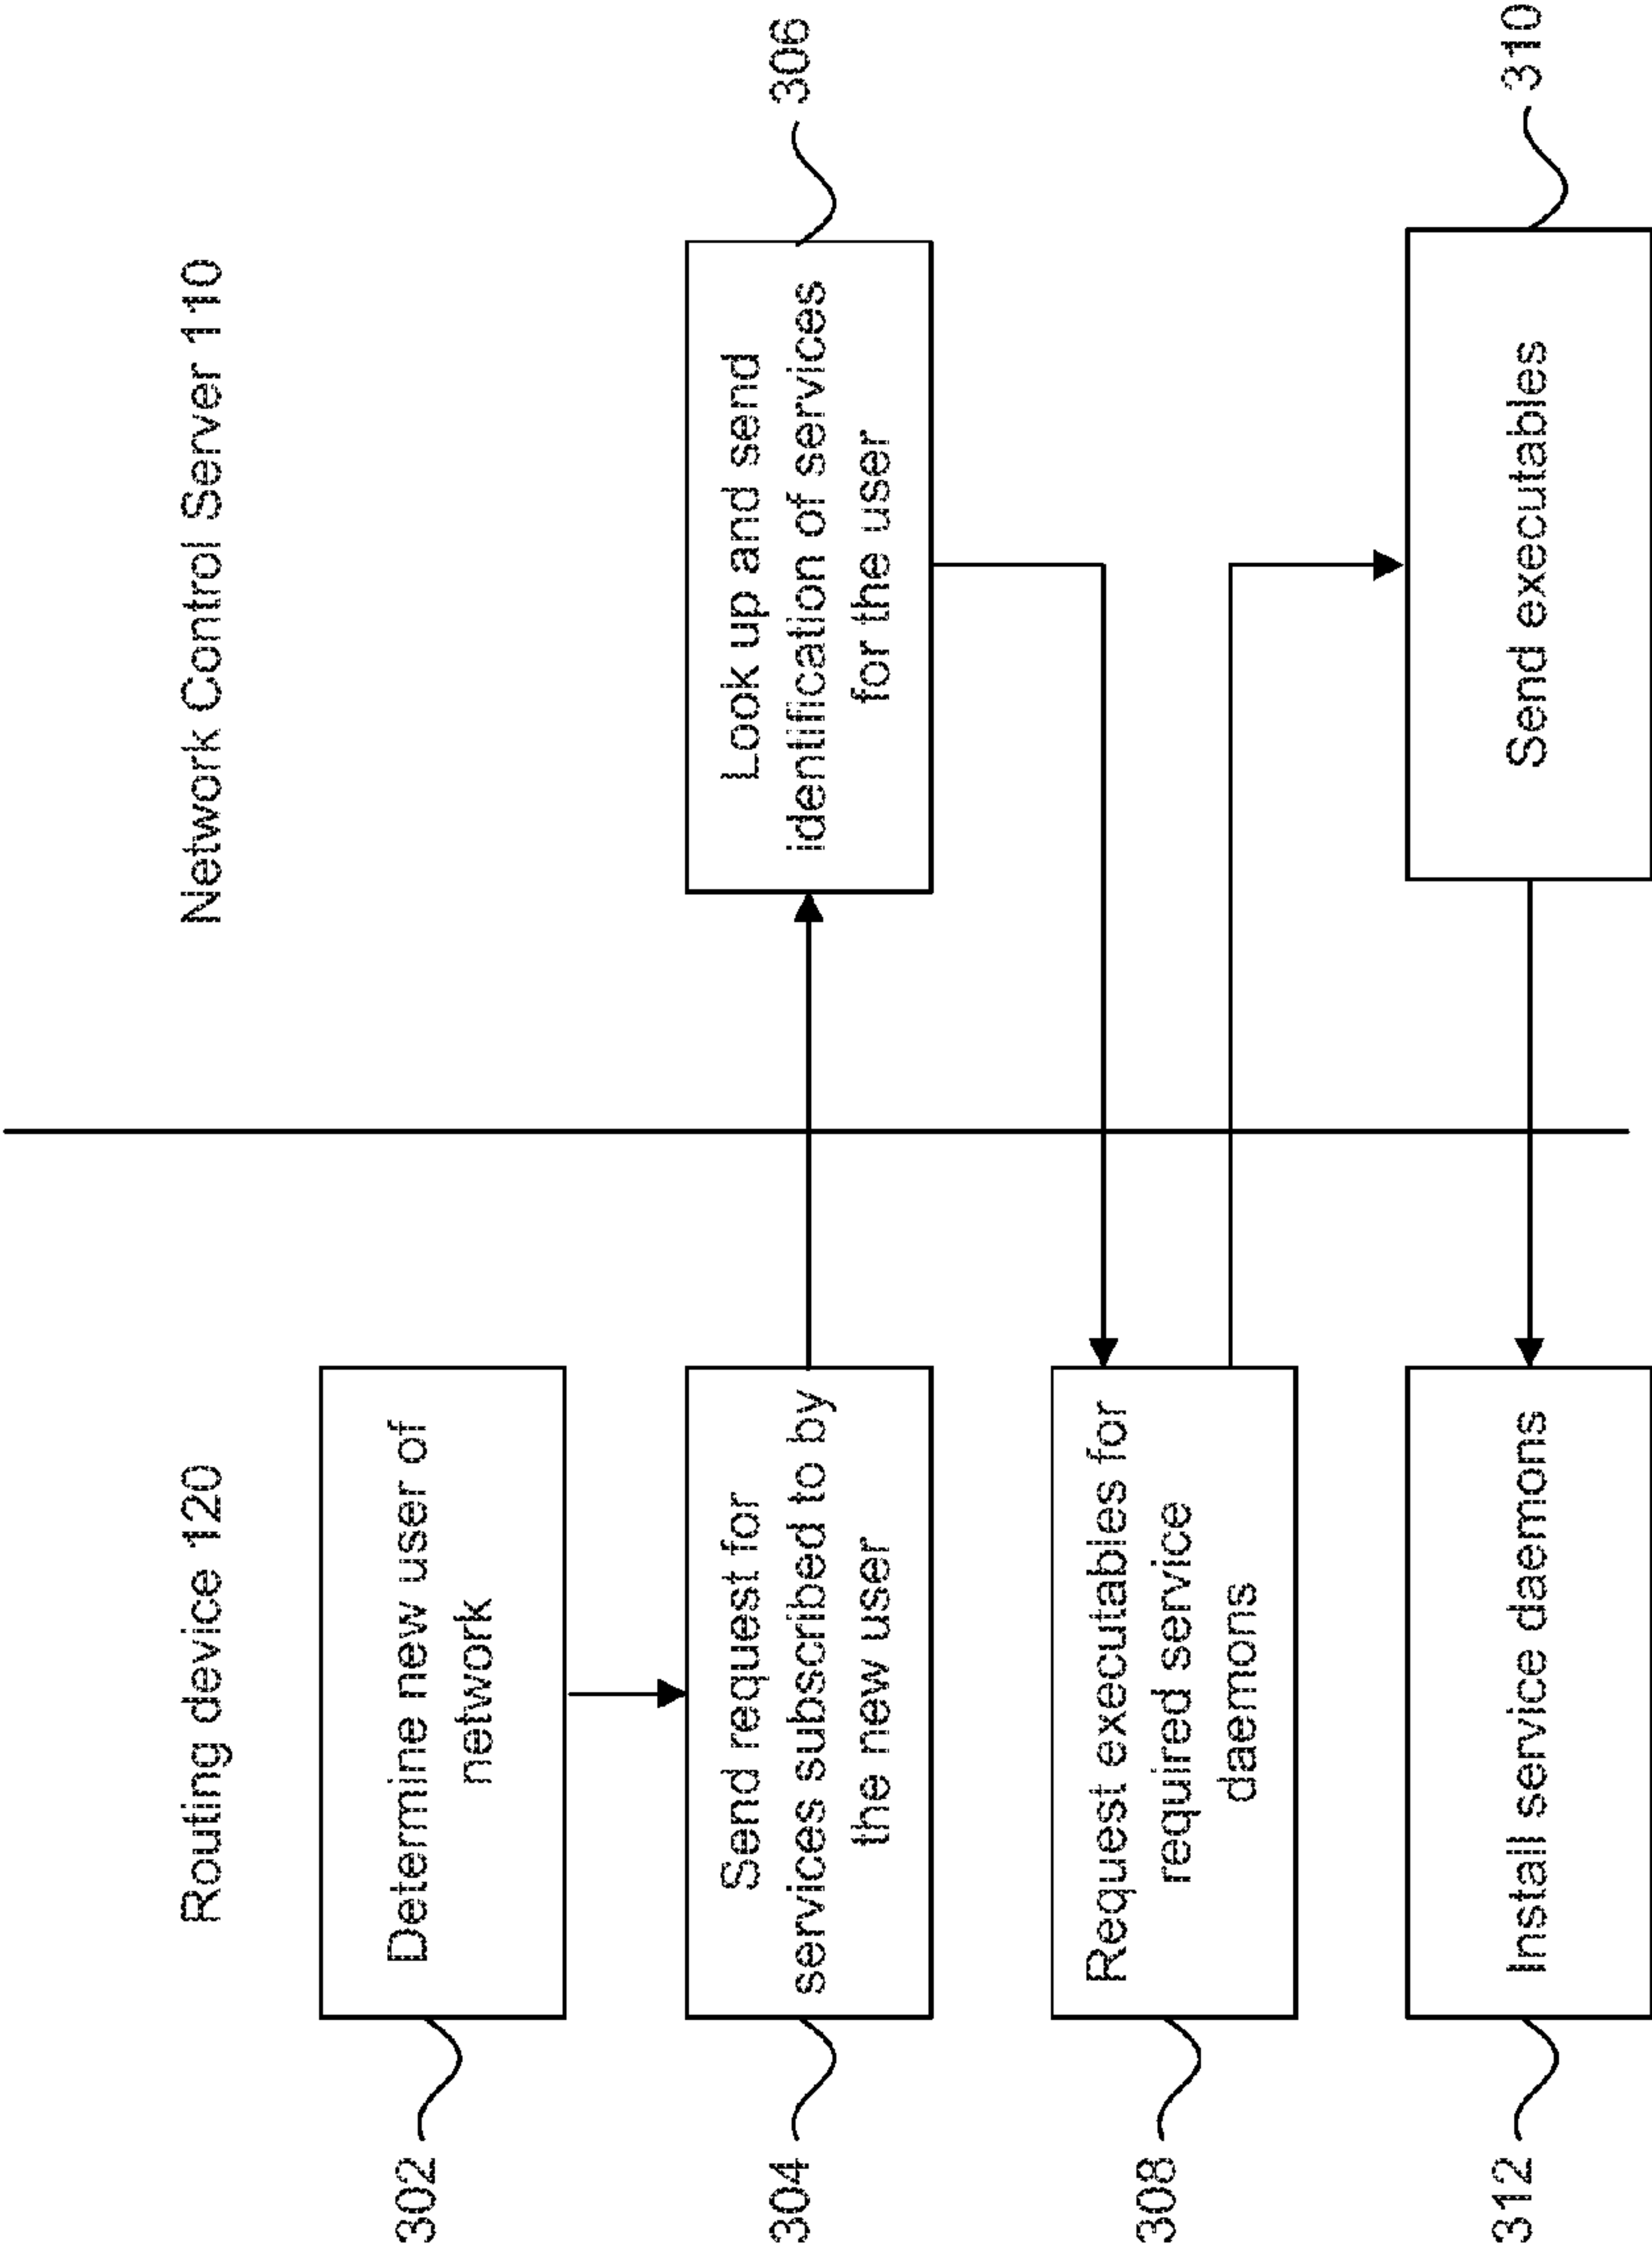 Routing device 120
Network Control Server 110
302
Determine new user of
network
304
Send request for
services subscribed to by
the new user
306
Look up and send
identification of services
for the user
308
Request executables for
required service
daemons
310
Send executables
312
Install service daemons